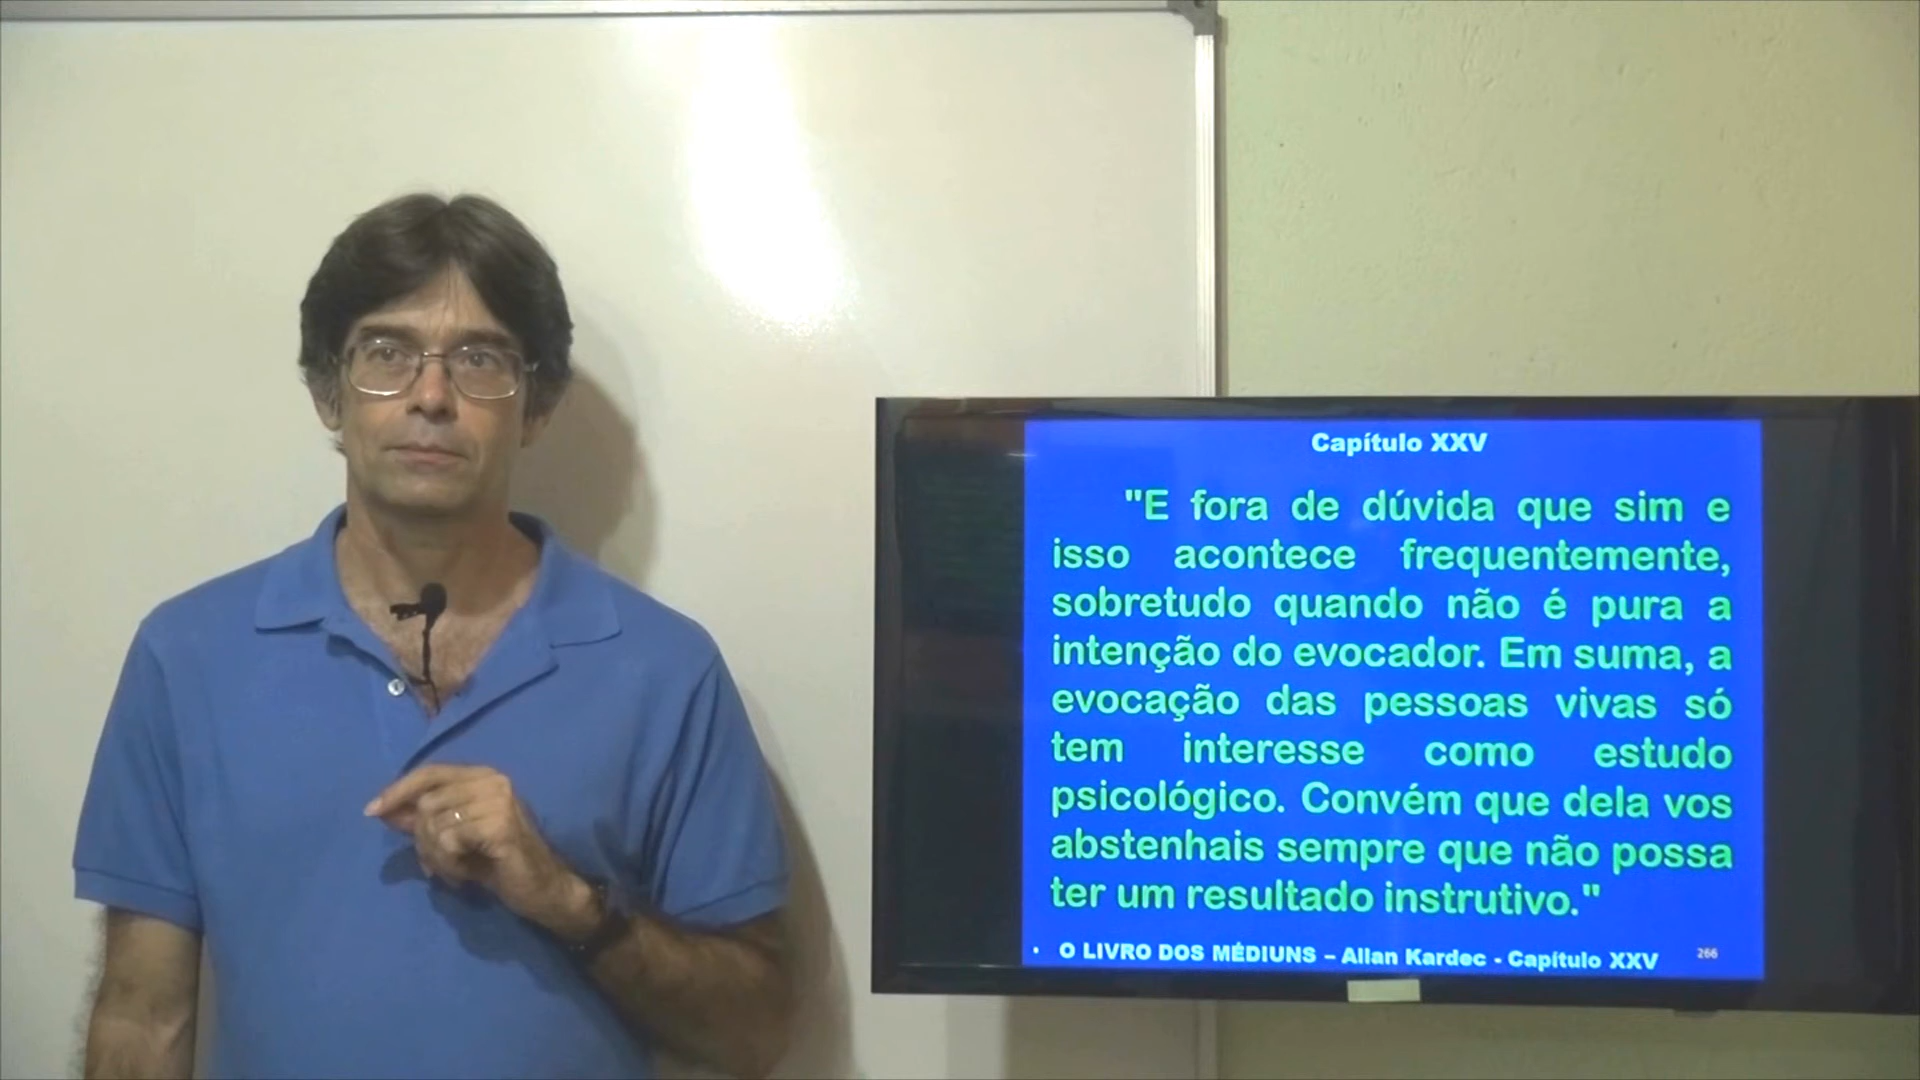 Capítulo XXV
"E fora de dúvida que sim e
isso acontece frequentemente,
sobretudo quando não é pura a
intenção do evocador. Em suma, a
evocação das pessoas vivas só
tem interesse como estudo
psicológico. Convém que dela vos
abstenhais sempre que não possa
ter um resultado instrutivo."
• O LIVRO DOS MÉDIUNS – Allan Kardec - Capítulo XXV
266